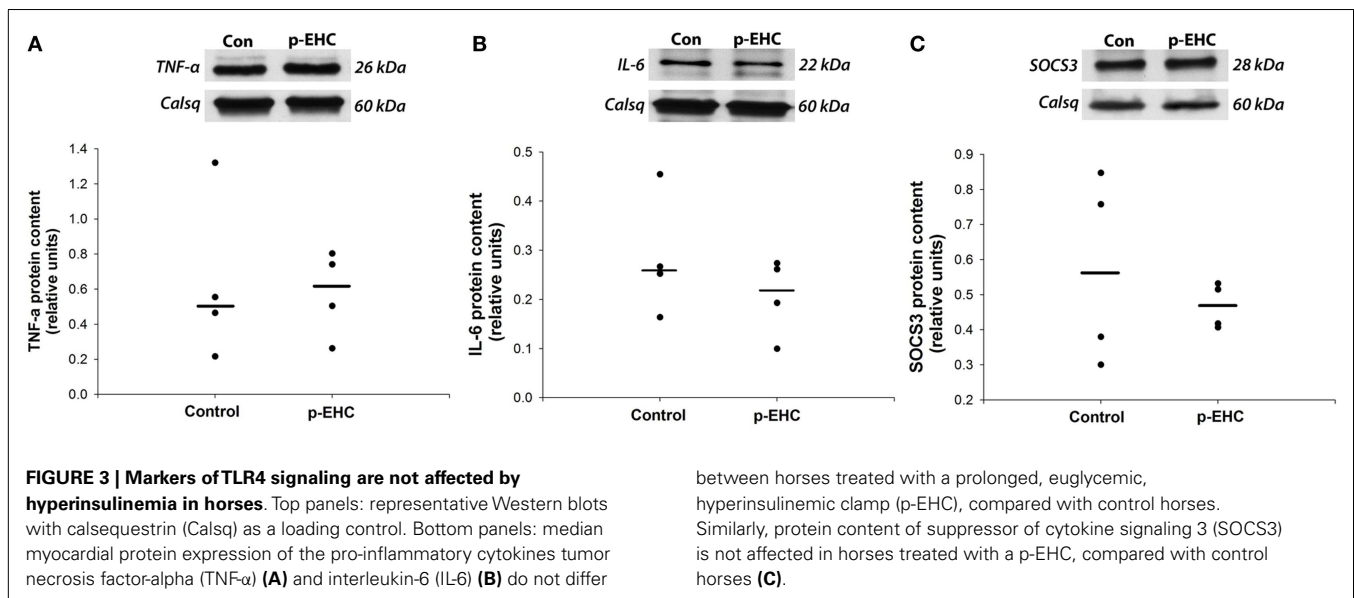 A
Con p-EHC
TNF-α 26 kDa
Calsq 60 kDa
TNF-a protein content
(relative units)
1.4
1.2
1.0
0.8
0.6
0.4
0.2
0.0
Control p-EHC
B
Con p-EHC
IL-6 22 kDa
Calsq 60 kDa
IL-6 protein content
(relative units)
0.5
0.4
0.3
0.2
0.1
0.0
Control p-EHC
C
Con p-EHC
SOCS3 28 kDa
Calsq 60 kDa
SOCS3 protein content
(relative units)
0.9
0.8
0.7
0.6
0.5
0.4
0.3
0.2
Control p-EHC
FIGURE 3 | Markers of TLR4 signaling are not affected by
hyperinsulinemia in horses. Top panels: representative Western blots
with calsequestrin (Calsq) as a loading control. Bottom panels: median
myocardial protein expression of the pro-inflammatory cytokines tumor
necrosis factor-alpha (TNF-α) (A) and interleukin-6 (IL-6) (B) do not differ
between horses treated with a prolonged, euglycemic,
hyperinsulinemic clamp (p-EHC), compared with control horses.
Similarly, protein content of suppressor of cytokine signaling 3 (SOCS3)
is not affected in horses treated with a p-EHC, compared with control
horses (C).